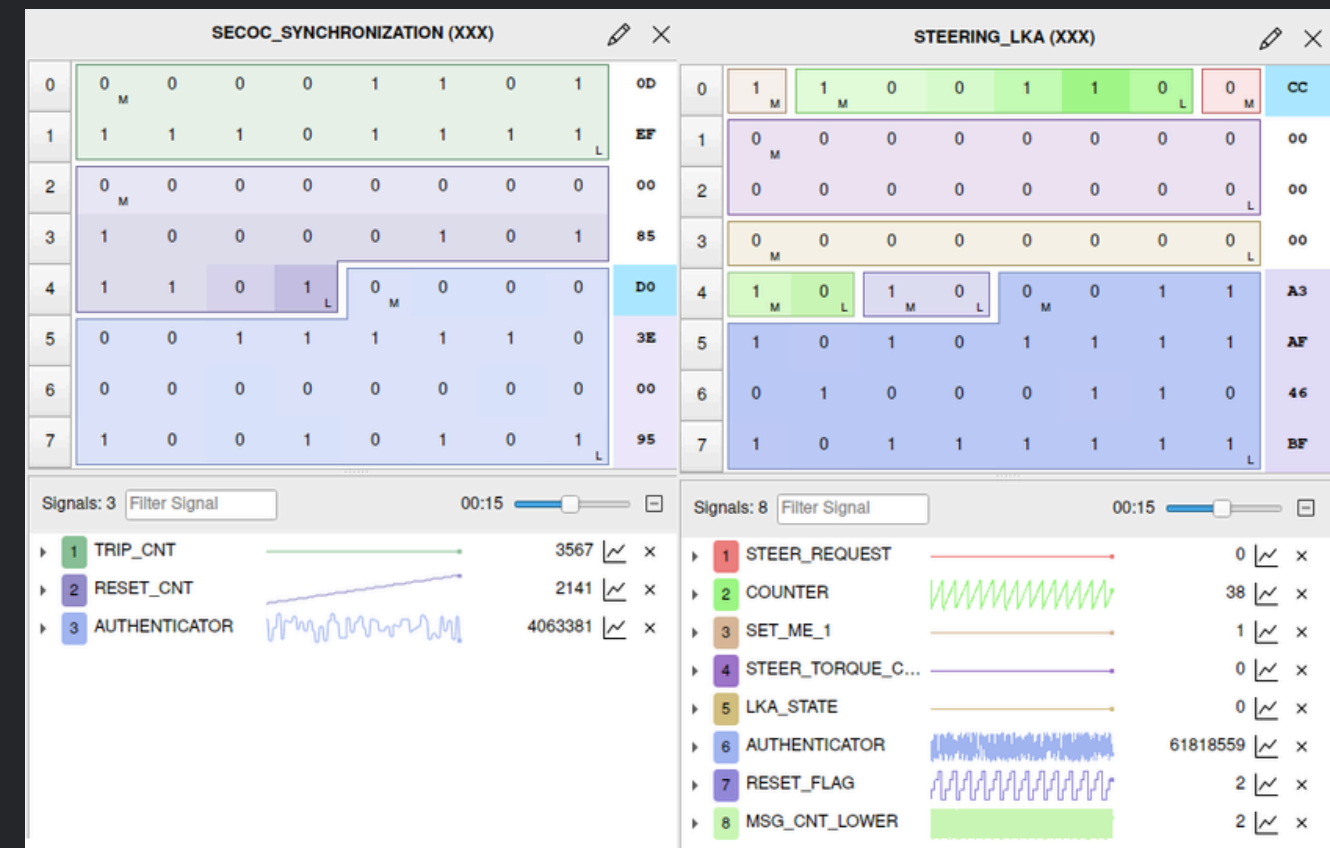 SECOC_SYNCHRONIZATION (XXX)
0 0 M 0 0 0 1 1 0 1 0D
1 1 1 1 0 1 1 1 1 L EF
2 0 M 0 0 0 0 0 0 0 00
3 1 0 0 0 0 1 0 1 85
4 1 1 0 1 L 0 M 0 0 0 D0
5 0 0 1 1 1 1 1 0 3E
6 0 0 0 0 0 0 0 0 00
7 1 0 0 1 0 1 0 1 L 95
Signals: 3 Filter Signal 00:15
1 TRIP_CNT 3567
2 RESET_CNT 2141
3 AUTHENTICATOR 4063381
STEERING_LKA (XXX)
0 1 M 1 M 0 0 1 1 0 L 0 M CC
1 0 M 0 0 0 0 0 0 0 00
2 0 0 0 0 0 0 0 0 L 00
3 0 M 0 0 0 0 0 0 0 L 00
4 1 M 0 L 1 M 0 L 0 M 0 1 1 A3
5 1 0 1 0 1 1 1 1 AF
6 0 1 0 0 0 1 1 0 46
7 1 0 1 1 1 1 1 1 L BF
Signals: 8 Filter Signal 00:15
1 STEER_REQUEST 0
2 COUNTER 38
3 SET_ME_1 1
4 STEER_TORQUE_C... 0
5 LKA_STATE 0
6 AUTHENTICATOR 61818559
7 RESET_FLAG 2
8 MSG_CNT_LOWER 2